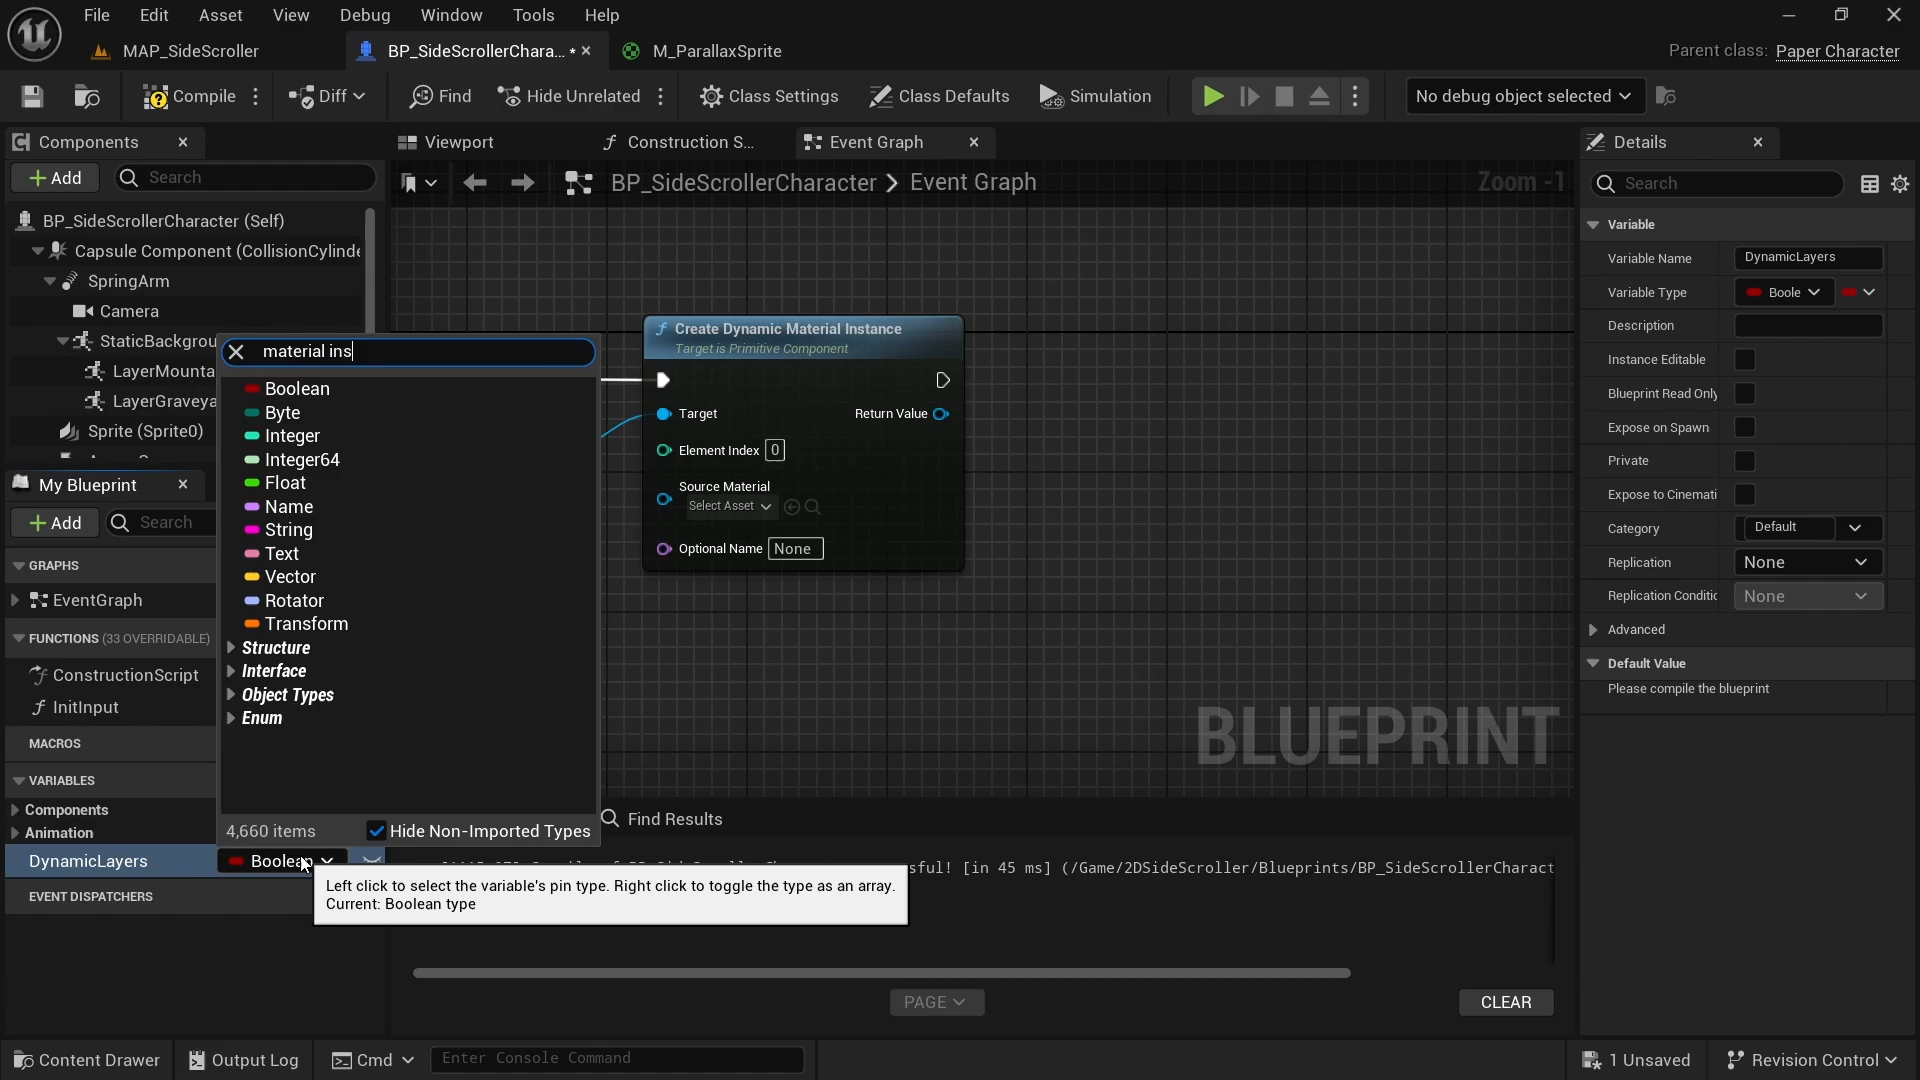 File Edit Asset View Debug Window Tools Help
MAP_SideScroller
BP_SideScrollerChara... *
M_ParallaxSprite
Parent class: Paper Character
Compile
Diff
Find
Hide Unrelated
Class Settings
Class Defaults
Simulation
No debug object selected
Components
Viewport
Construction S...
Event Graph
Details
Add
Search
BP_SideScrollerCharacter
Event Graph
Zoom -1
Search
BP_SideScrollerCharacter (Self)
Capsule Component (CollisionCylinde
SpringArm
Camera
StaticBackgrou
LayerMounta
LayerGraveya
Sprite (Sprite0)
My Blueprint
Add
Search
GRAPHS
EventGraph
FUNCTIONS (33 OVERRIDABLE)
ConstructionScript
InitInput
MACROS
VARIABLES
Components
Animation
DynamicLayers
Boolean
EVENT DISPATCHERS
material ins
Boolean
Byte
Integer
Integer64
Float
Name
String
Text
Vector
Rotator
Transform
Structure
Interface
Object Types
Enum
4,660 items
Hide Non-Imported Types
Left click to select the variable's pin type. Right click to toggle the type as an array.
Current: Boolean type
Create Dynamic Material Instance
Target is Primitive Component
Target
Return Value
Element Index 0
Source Material
Select Asset
Optional Name None
BLUEPRINT
Find Results
sful! [in 45 ms] (/Game/2DSideScroller/Blueprints/BP_SideScrollerCharact
PAGE
CLEAR
Variable
Variable Name DynamicLayers
Variable Type Boole
Description
Instance Editable
Blueprint Read Only
Expose on Spawn
Private
Expose to Cinemati
Category Default
Replication None
Replication Conditic None
Advanced
Default Value
Please compile the blueprint
Content Drawer
Output Log
Cmd
Enter Console Command
1 Unsaved
Revision Control